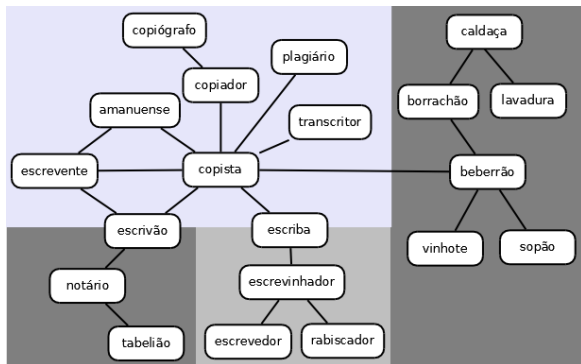 copiógrafo
caldaça
plagiário
copiador
borrachão
lavadura
amanuense
transcritor
escrevente
copista
beberrão
escrivão
escriba
vinhote
sopão
notário
escrevinhador
tabelião
escrevedor
rabiscador